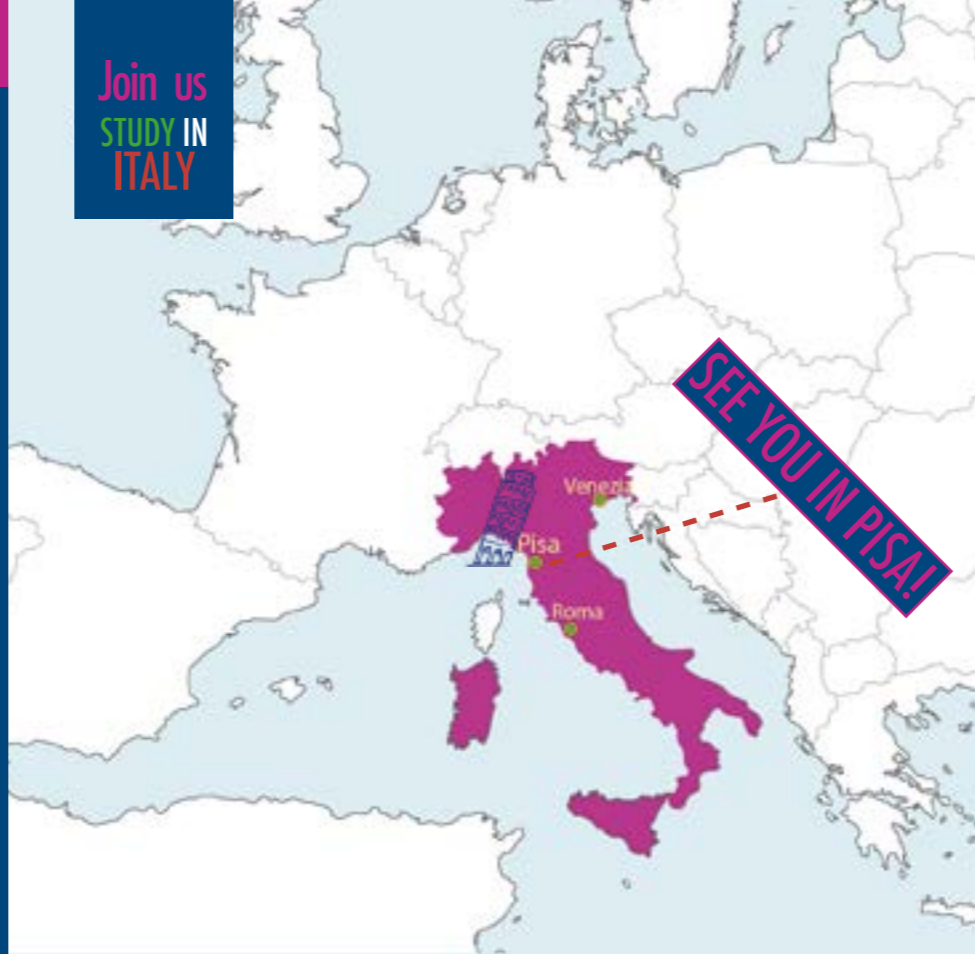 Join us
STUDY IN
ITALY
SEE YOU IN PISA!
Venezia
Pisa
Roma